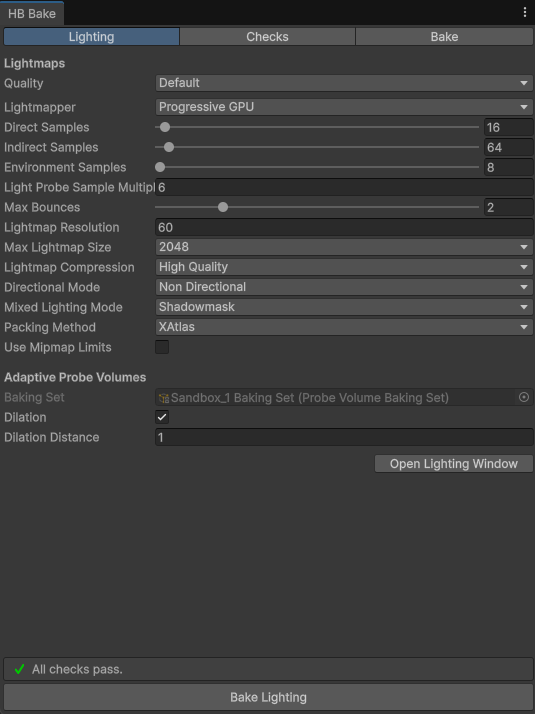 HB Bake
Lighting Checks Bake
Lightmaps
Quality Default
Lightmapper Progressive GPU
Direct Samples 16
Indirect Samples 64
Environment Samples 8
Light Probe Sample Multipl 6
Max Bounces 2
Lightmap Resolution 60
Max Lightmap Size 2048
Lightmap Compression High Quality
Directional Mode Non Directional
Mixed Lighting Mode Shadowmask
Packing Method XAtlas
Use Mipmap Limits
Adaptive Probe Volumes
Baking Set Sandbox_1 Baking Set (Probe Volume Baking Set)
Dilation
Dilation Distance 1
Open Lighting Window
All checks pass.
Bake Lighting